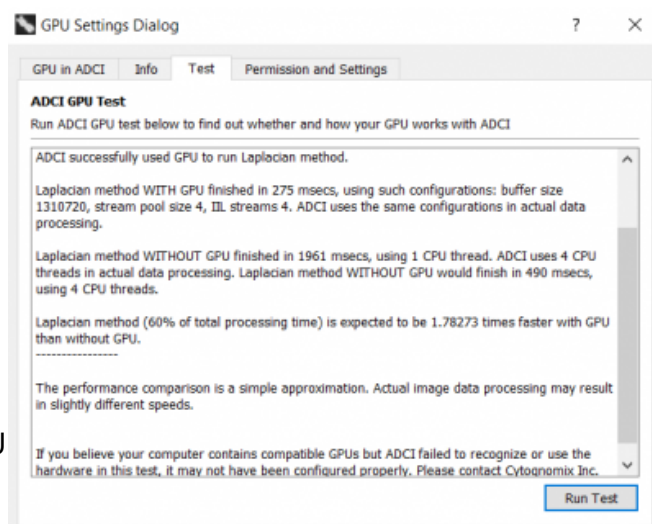 GPU Settings Dialog
GPU in ADCI Info Test Permission and Settings
ADCI GPU Test
Run ADCI GPU test below to find out whether and how your GPU works with ADCI
ADCI successfully used GPU to run Laplacian method.
Laplacian method WITH GPU finished in 275 msecs, using such configurations: buffer size
1310720, stream pool size 4, IIL streams 4. ADCI uses the same configurations in actual data
processing.
Laplacian method WITHOUT GPU finished in 1961 msecs, using 1 CPU thread. ADCI uses 4 CPU
threads in actual data processing. Laplacian method WITHOUT GPU would finish in 490 msecs,
using 4 CPU threads.
Laplacian method (60% of total processing time) is expected to be 1.78273 times faster with GPU
than without GPU.
----------------
The performance comparison is a simple approximation. Actual image data processing may result
in slightly different speeds.
If you believe your computer contains compatible GPUs but ADCI failed to recognize or use the
hardware in this test, it may not have been configured properly. Please contact Cytognomix Inc.
Run Test